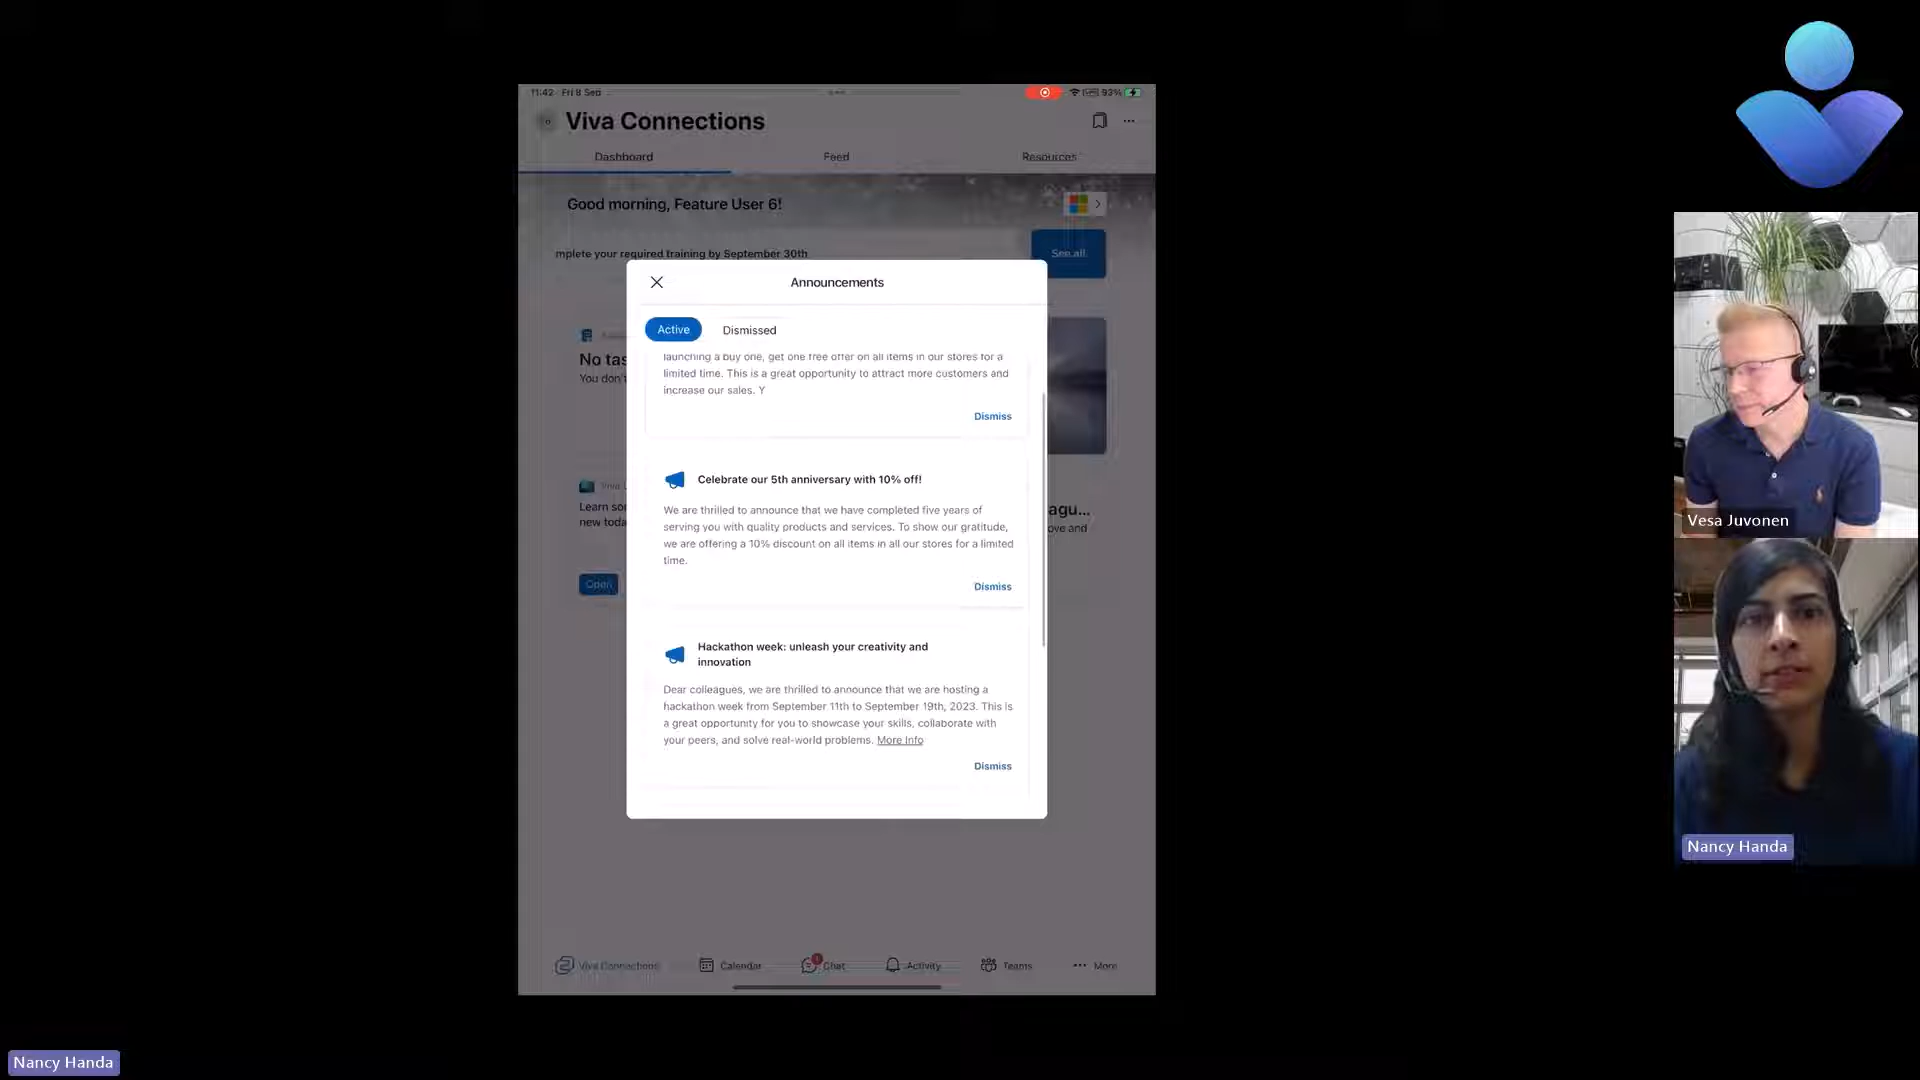 11:42 Fri 8 Sep
93%
Viva Connections
Dashboard
Feed
Resources
Good morning, Feature User 6!
mplete your required training by September 30th
See all
Announcements
Active
Dismissed
launching a buy one, get one free offer on all items in our stores for a
limited time. This is a great opportunity to attract more customers and
increase our sales. Y
Dismiss
No tas
You don't
Celebrate our 5th anniversary with 10% off!
We are thrilled to announce that we have completed five years of
serving you with quality products and services. To show our gratitude,
we are offering a 10% discount on all items in all our stores for a limited
time.
Dismiss
Viva L
Learn son
new toda
agu...
ove and
Open
Hackathon week: unleash your creativity and
innovation
Dear colleagues, we are thrilled to announce that we are hosting a
hackathon week from September 11th to September 19th, 2023. This is
a great opportunity for you to showcase your skills, collaborate with
your peers, and solve real-world problems. More Info
Dismiss
Viva Connections
Calendar
1
Chat
Activity
Teams
More
Vesa Juvonen
Nancy Handa
Nancy Handa